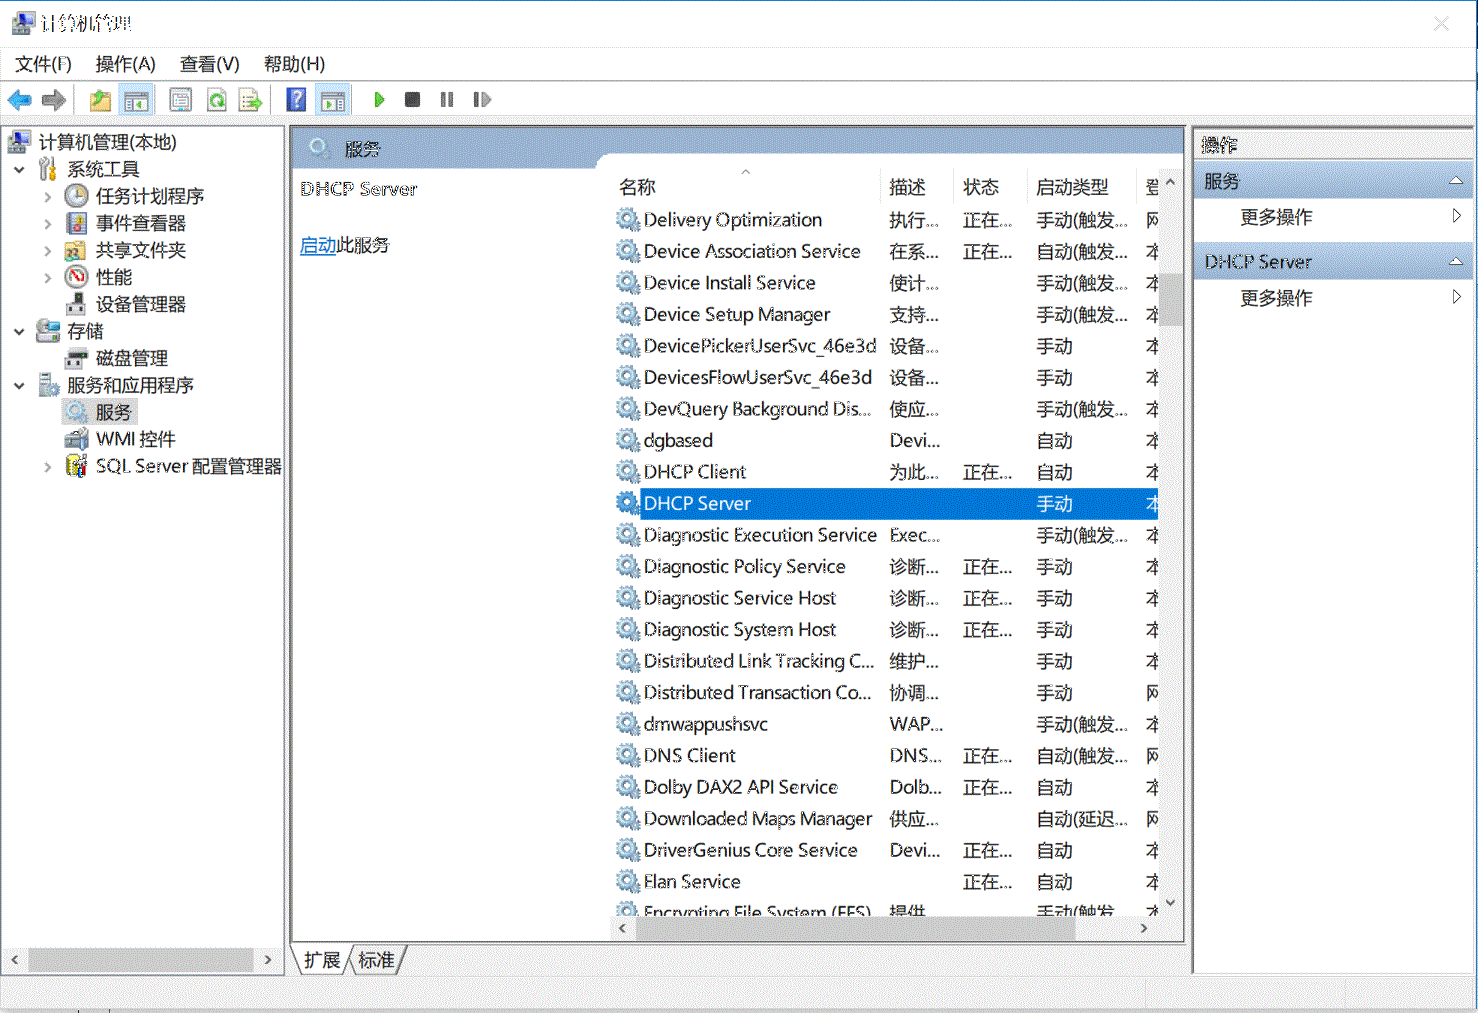 计算机管理
文件(F) 操作(A) 查看(V) 帮助(H)
计算机管理(本地)
系统工具
任务计划程序
事件查看器
共享文件夹
性能
设备管理器
存储
磁盘管理
服务和应用程序
服务
WMI 控件
SQL Server 配置管理器
服务
DHCP Server
启动此服务
名称 描述 状态 启动类型 登
Delivery Optimization 执行... 正在... 手动(触发... 网
Device Association Service 在系... 正在... 自动(触发... 本
Device Install Service 使计... 手动(触发... 本
Device Setup Manager 支持... 手动(触发... 本
DevicePickerUserSvc_46e3d 设备... 手动 本
DevicesFlowUserSvc_46e3d 设备... 手动 本
DevQuery Background Dis... 使应... 手动(触发... 本
dgbased Devi... 自动 本
DHCP Client 为此... 正在... 自动 本
DHCP Server 手动 本
Diagnostic Execution Service Exec... 手动(触发... 本
Diagnostic Policy Service 诊断... 正在... 手动 本
Diagnostic Service Host 诊断... 正在... 手动 本
Diagnostic System Host 诊断... 正在... 手动 本
Distributed Link Tracking C... 维护... 手动 本
Distributed Transaction Co... 协调... 手动 网
dmwappushsvc WAP... 手动(触发... 本
DNS Client DNS... 正在... 自动(触发... 网
Dolby DAX2 API Service Dolb... 正在... 自动 本
Downloaded Maps Manager 供应... 自动(延迟... 网
DriverGenius Core Service Devi... 正在... 自动 本
Elan Service 正在... 自动 本
Encrypting File System (EFS) 提供... 手动(触发... 本
扩展 标准
操作
服务
更多操作
DHCP Server
更多操作